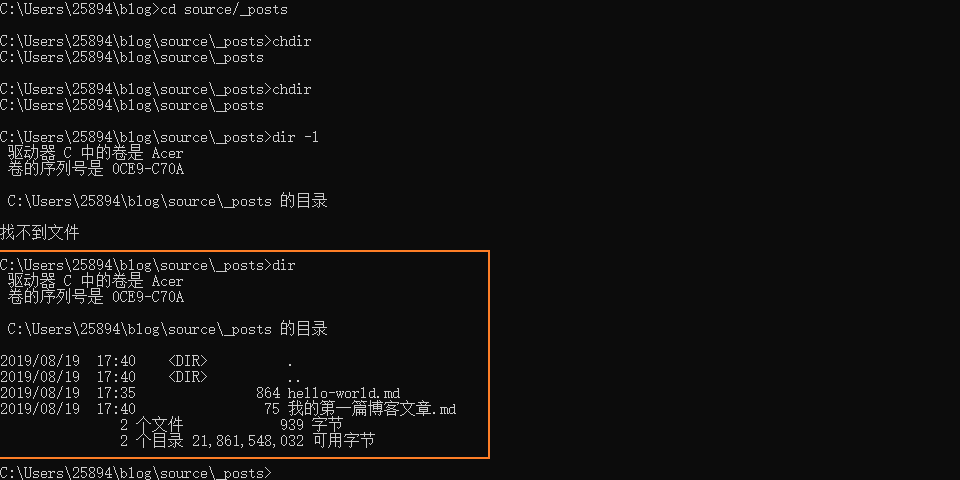 C:\Users\25894\blog>cd source/_posts
C:\Users\25894\blog\source\_posts>chdir
C:\Users\25894\blog\source\_posts
C:\Users\25894\blog\source\_posts>chdir
C:\Users\25894\blog\source\_posts
C:\Users\25894\blog\source\_posts>dir -l
驱动器 C 中的卷是 Acer
卷的序列号是 0CE9-C70A
C:\Users\25894\blog\source\_posts 的目录
找不到文件
C:\Users\25894\blog\source\_posts>dir
驱动器 C 中的卷是 Acer
卷的序列号是 0CE9-C70A
C:\Users\25894\blog\source\_posts 的目录
2019/08/19  17:40    <DIR>          .
2019/08/19  17:40    <DIR>          ..
2019/08/19  17:35               864 hello-world.md
2019/08/19  17:40                75 我的第一篇博客文章.md
2 个文件            939 字节
2 个目录 21,861,548,032 可用字节
C:\Users\25894\blog\source\_posts>